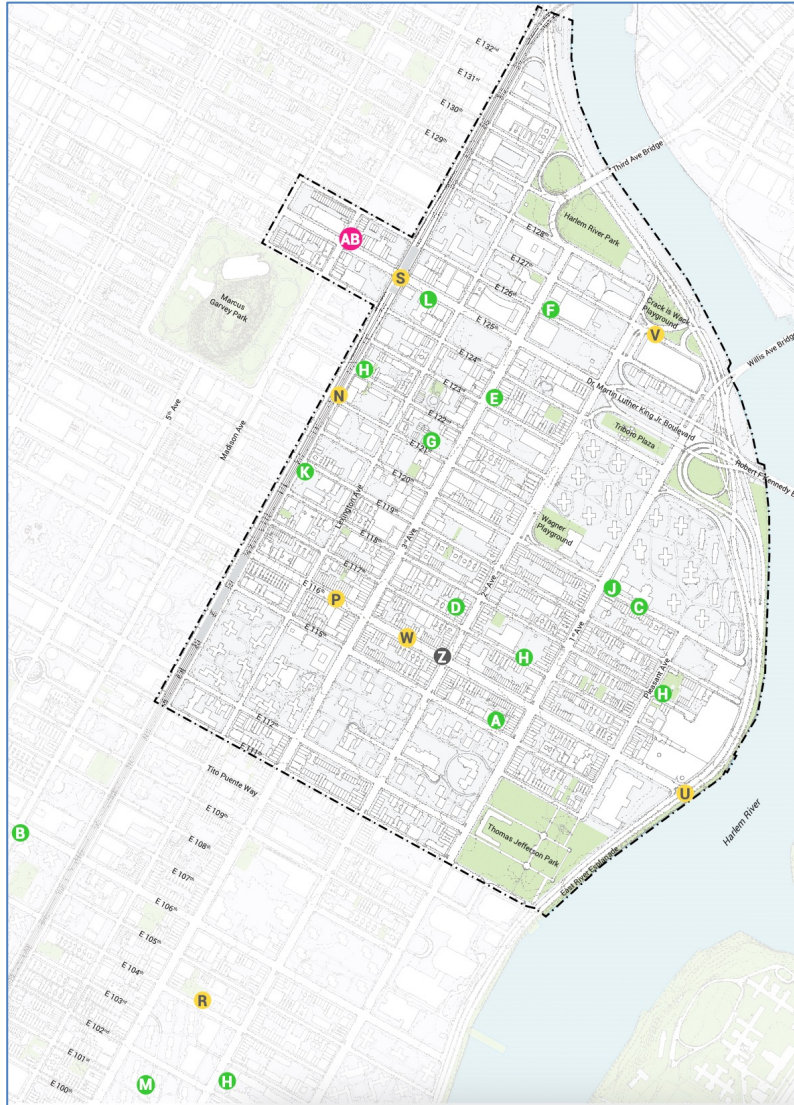 E 132nd
E 131st
E 130th
E 129th
Third Ave Bridge
Harlem River Park
E 128th
AB
E 127th
S
E 126th
L
Marcus
Garvey Park
F
Crack Is Wack
Playground
E 125th
V
Willis Ave Bridge
E 124th
H
E 123rd
Dr. Martin Luther King Jr. Boulevard
N
E
5th Ave
E 122nd
Madison Ave
Triboro Plaza
G
E 121st
K
E 120th
Robert F Kennedy B
Lexington Ave
E 119th
Wagner
Playground
3rd Ave
E 118th
E 117th
2nd Ave
J
E 116th
P
D
C
1st Ave
E 115th
W
Z
H
Pleasant Ave
H
A
E 112th
E 111th
Tito Puente Way
U
E 109th
Harlem River
B
E 108th
Thomas Jefferson Park
E 107th
East River Esplanade
E 106th
E 105th
E 104th
R
E 103rd
E 102nd
E 101st
E 100th
M
H